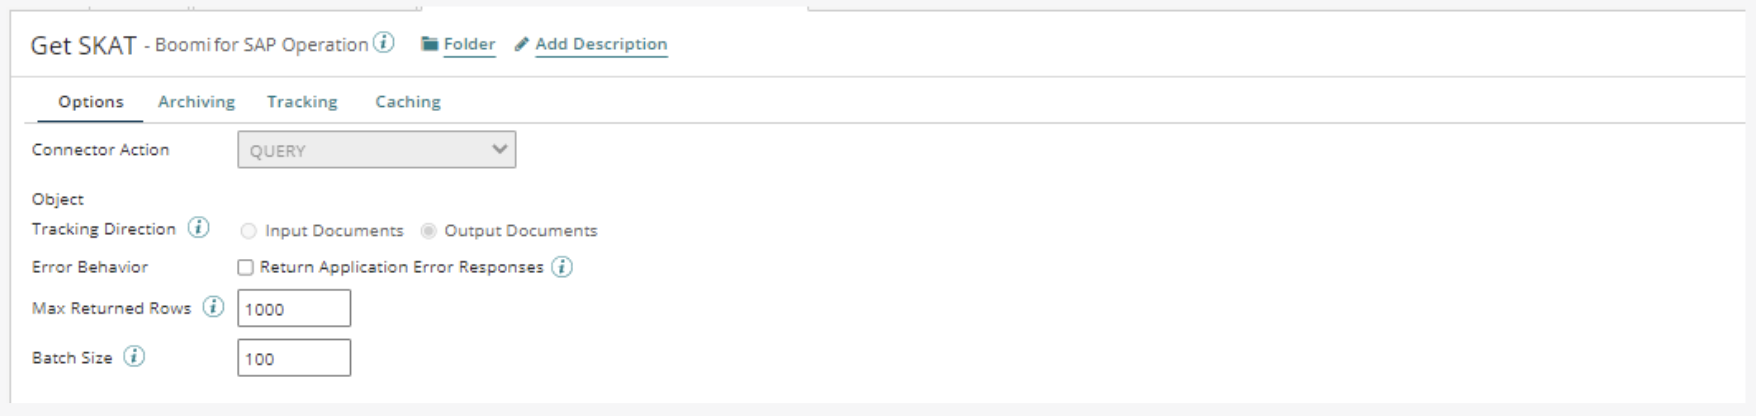 Get SKAT - Boomi for SAP Operation i Folder Add Description
Options Archiving Tracking Caching
Connector Action QUERY
Object
Tracking Direction i Input Documents Output Documents
Error Behavior Return Application Error Responses i
Max Returned Rows i 1000
Batch Size i 100